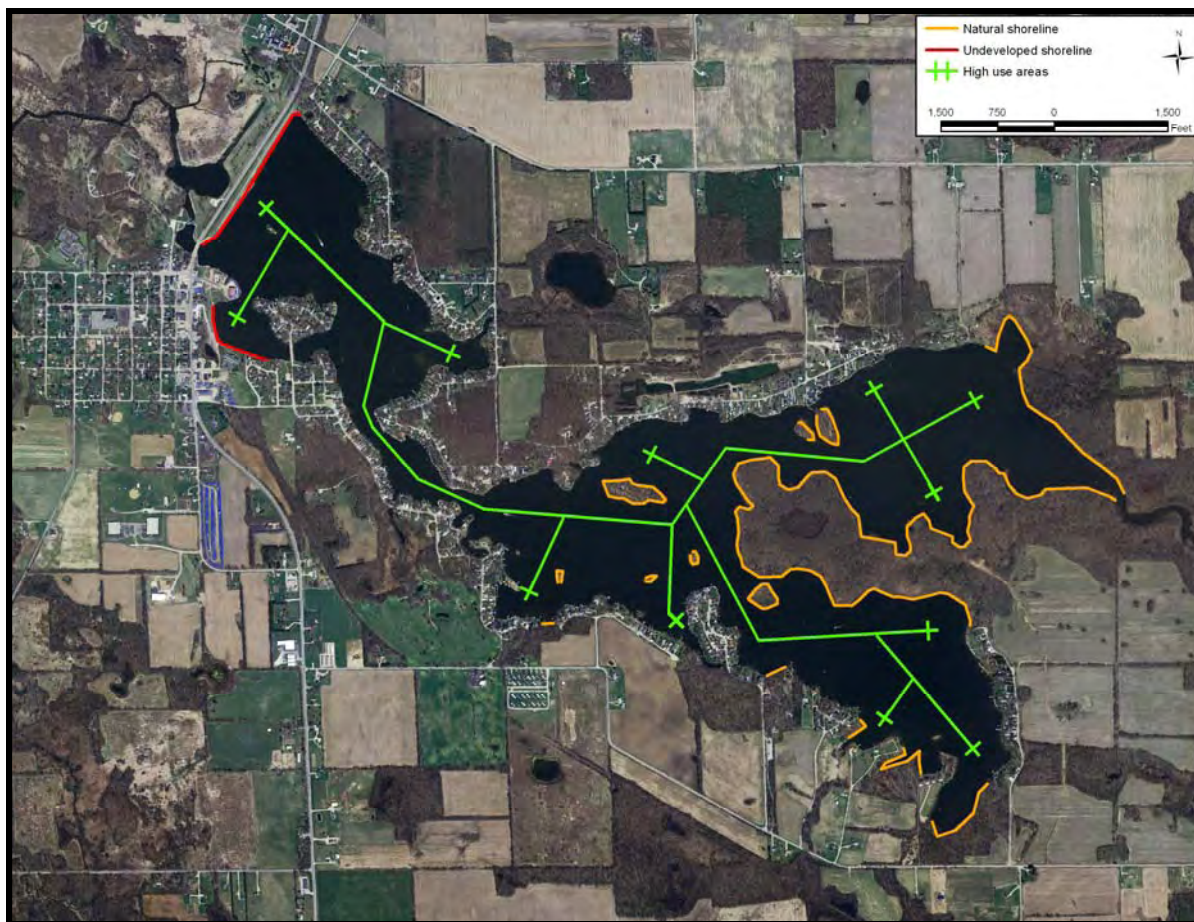 Natural shoreline
Undeveloped shoreline
High use areas
N
1,500 750 0 1,500
Feet